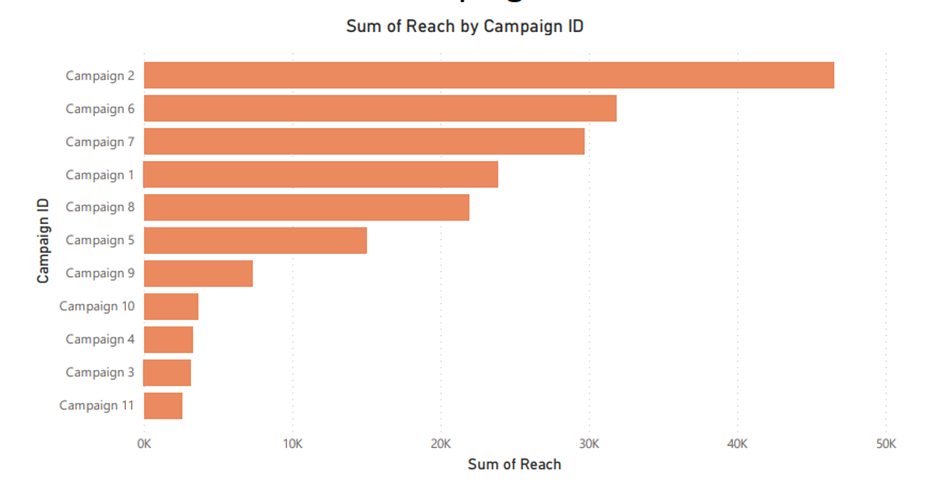 Sum of Reach by Campaign ID
Campaign ID
Campaign 2
Campaign 6
Campaign 7
Campaign 1
Campaign 8
Campaign 5
Campaign 9
Campaign 10
Campaign 4
Campaign 3
Campaign 11
0K 10K 20K 30K 40K 50K
Sum of Reach